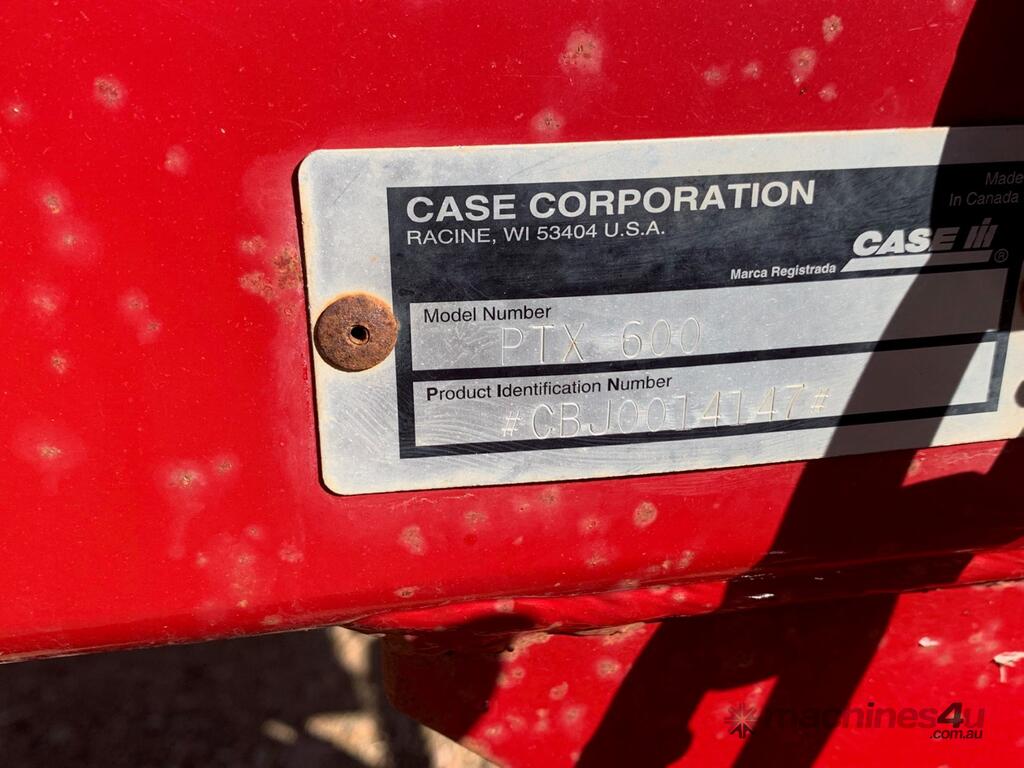 CASE CORPORATION
RACINE, WI 53404 U.S.A.
Made
In Canada
CASE IH ®
Marca Registrada
Model Number
PTX 600
Product Identification Number
#CBJ0014147#
machines4u
.com.au